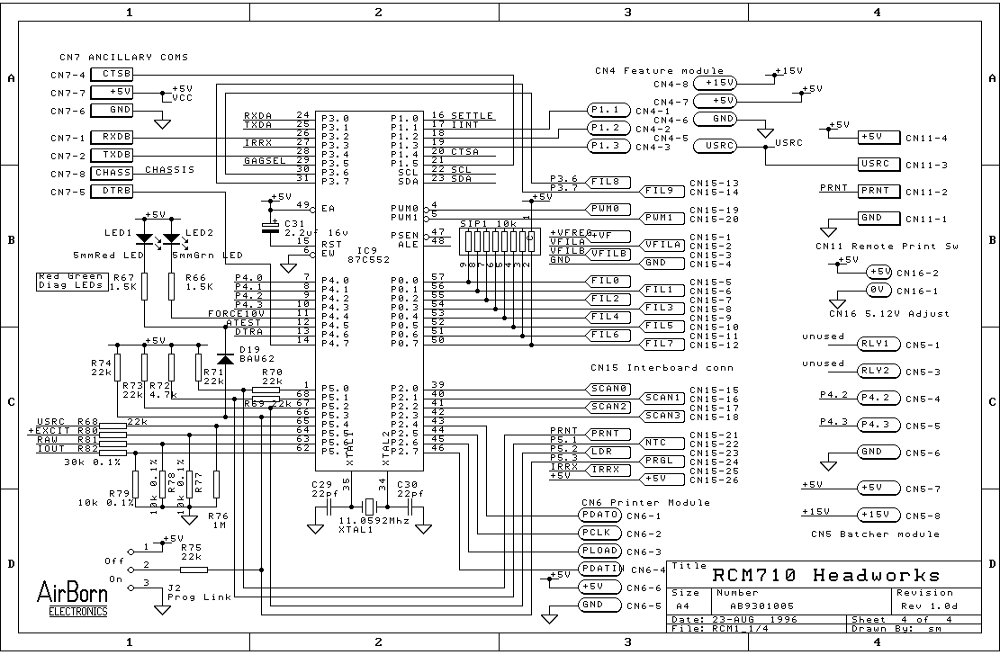 1 2 3 4
A
B
C
D
CN7 ANCILLARY COMS
CN7-4 CTSB
CN7-7 +5V +5V VCC
CN7-6 GND
CN7-1 RXDB
CN7-2 TXDB
CN7-8 CHASS CHASSIS
CN7-5 DTRB
RXDA 24 P3.0
TXDA 25 P3.1
26 P3.2
IRRX 27 P3.3
28 P3.4
GAGSEL 29 P3.5
30 P3.6
31 P3.7
P1.0 16 SETTLE
P1.1 17 IINT
P1.2 18
P1.3 19
P1.4 20 CTSA
P1.5 21
SCL 22 SCL
SDA 23 SDA
+5V
49 EA
C31
2.2uF 16v
15 RST
6 EW
IC9
87C552
PWM0 4
PWM1 5
PSEN 47
ALE 48
+5V
LED1 LED2
5mmRed LED 5mmGrn LED
Red Green
Diag LEDs
R67
1.5K
R66
1.5K
P4.0 7 P4.0
P4.1 8 P4.1
P4.2 9 P4.2
P4.3 10 P4.3
FORCE10V 11 P4.4
ATEST 12 P4.5
DTRA 13 P4.6
14 P4.7
P0.0 57
P0.1 56
P0.2 55
P0.3 54
P0.4 53
P0.5 52
P0.6 51
P0.7 50
SIP1 10k
+5V
1
C
9 8 7 6 5 4 3 2
+5V
R74
22k
R73
22k
R72
4.7k
R71
22k
D19
BAW62
R70
22k
R69 22k
1 P5.0
68 P5.1
67 P5.2
66 P5.3
65 P5.4
64 P5.5
63 P5.6
62 P5.7
P2.0 39
P2.1 40
P2.2 41
P2.3 42
P2.4 43
P2.5 44
P2.6 45
P2.7 46
XTAL1 35
XTAL2 34
USRC R68 22k
+EXCIT R80
RAW R81
IOUT R82
30k 0.1%
R79
10k 0.1%
R78
10k 0.1%
R77
10k 0.1%
R76
1M
C29
22pf
C30
22pf
11.0592Mhz
XTAL1
+5V
Off 1
2
On 3
R75
22k
J2
Prog Link
AirBorn
ELECTRONICS
CN4 Feature module
CN4-8 +15V +15V
CN4-7 +5V +5V
CN4-6 GND
CN4-5 USRC USRC
P1.1 CN4-1
P1.2 CN4-2
P1.3 CN4-3
P3.6 FIL8 CN15-13
P3.7 FIL9 CN15-14
PWM0 CN15-19
PWM1 CN15-20
+VFREG +VF CN15-1
VFILA VFILA CN15-2
VFILB VFILB CN15-3
GND GND CN15-4
FIL0 CN15-5
FIL1 CN15-6
FIL2 CN15-7
FIL3 CN15-8
FIL4 CN15-9
FIL5 CN15-10
FIL6 CN15-11
FIL7 CN15-12
CN15 Interboard conn
SCAN0 CN15-15
SCAN1 CN15-16
SCAN2 CN15-17
SCAN3 CN15-18
PRNT PRNT CN15-21
P5.1 NTC CN15-22
P5.2 LDR CN15-23
P5.3 PRGL CN15-24
IRRX IRRX CN15-25
+5V +5V CN15-26
CN6 Printer Module
PDATO CN6-1
PCLK CN6-2
PLOAD CN6-3
PDATIN CN6-4
+5V +5V CN6-6
GND CN6-5
+5V +5V CN11-4
USRC CN11-3
PRNT PRNT CN11-2
GND CN11-1
CN11 Remote Print Sw
+5V +5V CN16-2
0V CN16-1
CN16 5.12V Adjust
unused RLY1 CN5-1
unused RLY2 CN5-3
P4.2 P4.2 CN5-4
P4.3 P4.3 CN5-5
GND CN5-6
+5V +5V CN5-7
+15V +15V CN5-8
CN5 Batcher module
Title RCM710 Headworks
Size A4
Number AB9301005
Revision Rev 1.0d
Date: 23-AUG 1996 Sheet 4 of 4
File: RCM1_1/4 Drawn By: sm
A
B
C
D
1 2 3 4